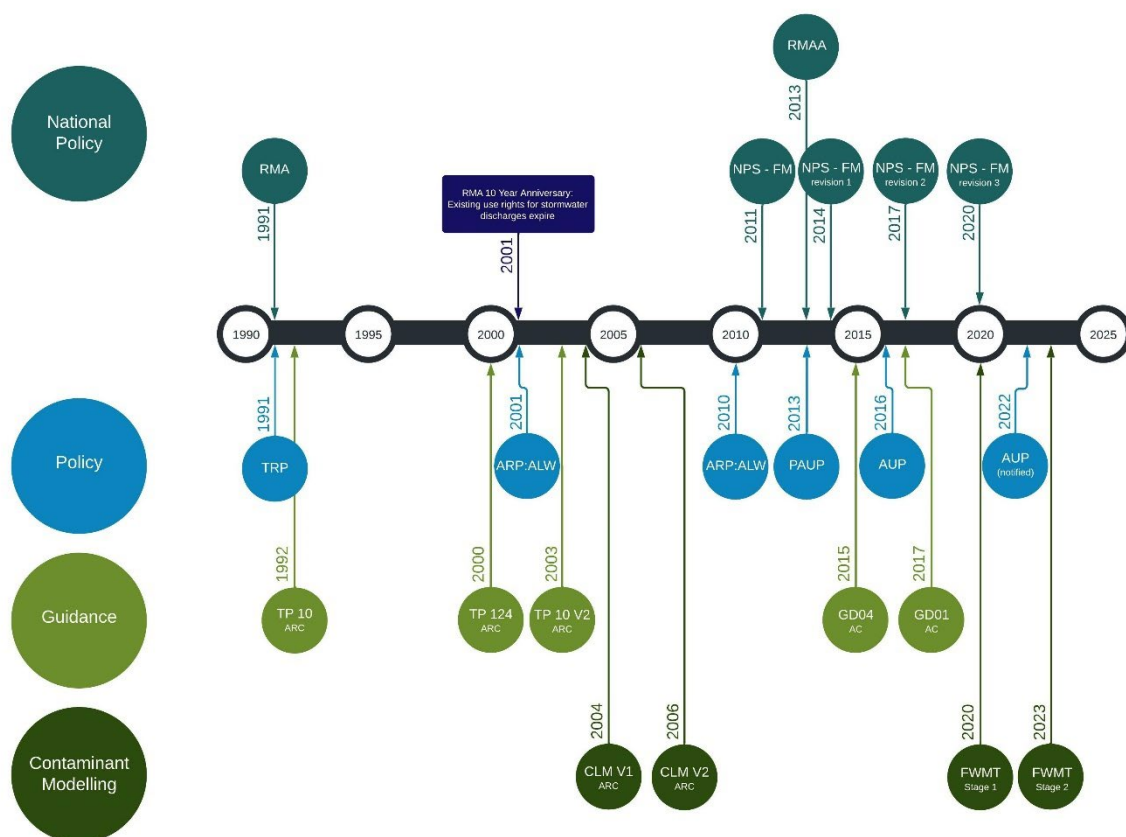 RMAA
2013
National
Policy
RMA
1991
RMA 10 Year Anniversary:
Existing use rights for stormwater
discharges expire
2001
NPS - FM
2011
NPS - FM
revision 1
2014
NPS - FM
revision 2
2017
NPS - FM
revision 3
2020
1990
1995
2000
2005
2010
2015
2020
2025
Policy
1991
TRP
2001
ARP:ALW
2010
ARP:ALW
2013
PAUP
2016
AUP
2022
AUP
(notified)
Guidance
1992
TP 10
ARC
2000
TP 124
ARC
2003
TP 10 V2
ARC
2015
GD04
AC
2017
GD01
AC
Contaminant
Modelling
2004
CLM V1
ARC
2006
CLM V2
ARC
2020
FWMT
Stage 1
2023
FWMT
Stage 2